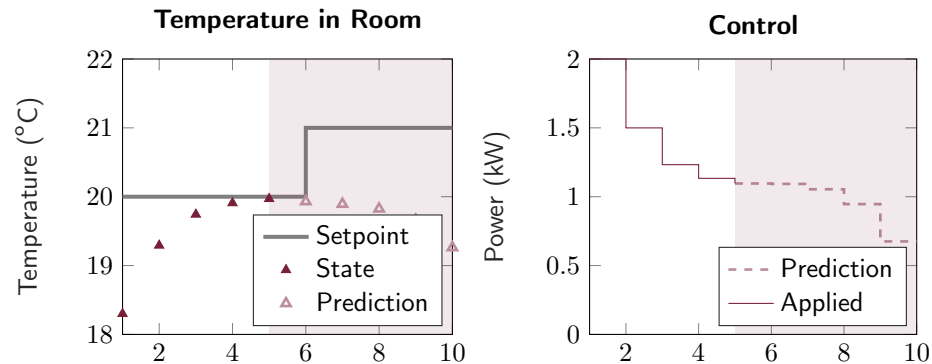 Temperature in Room
Temperature (°C)
22
21
20
19
18
2 4 6 8 10
Setpoint
State
Prediction
Control
Power (kW)
2
1.5
1
0.5
0
2 4 6 8 10
Prediction
Applied